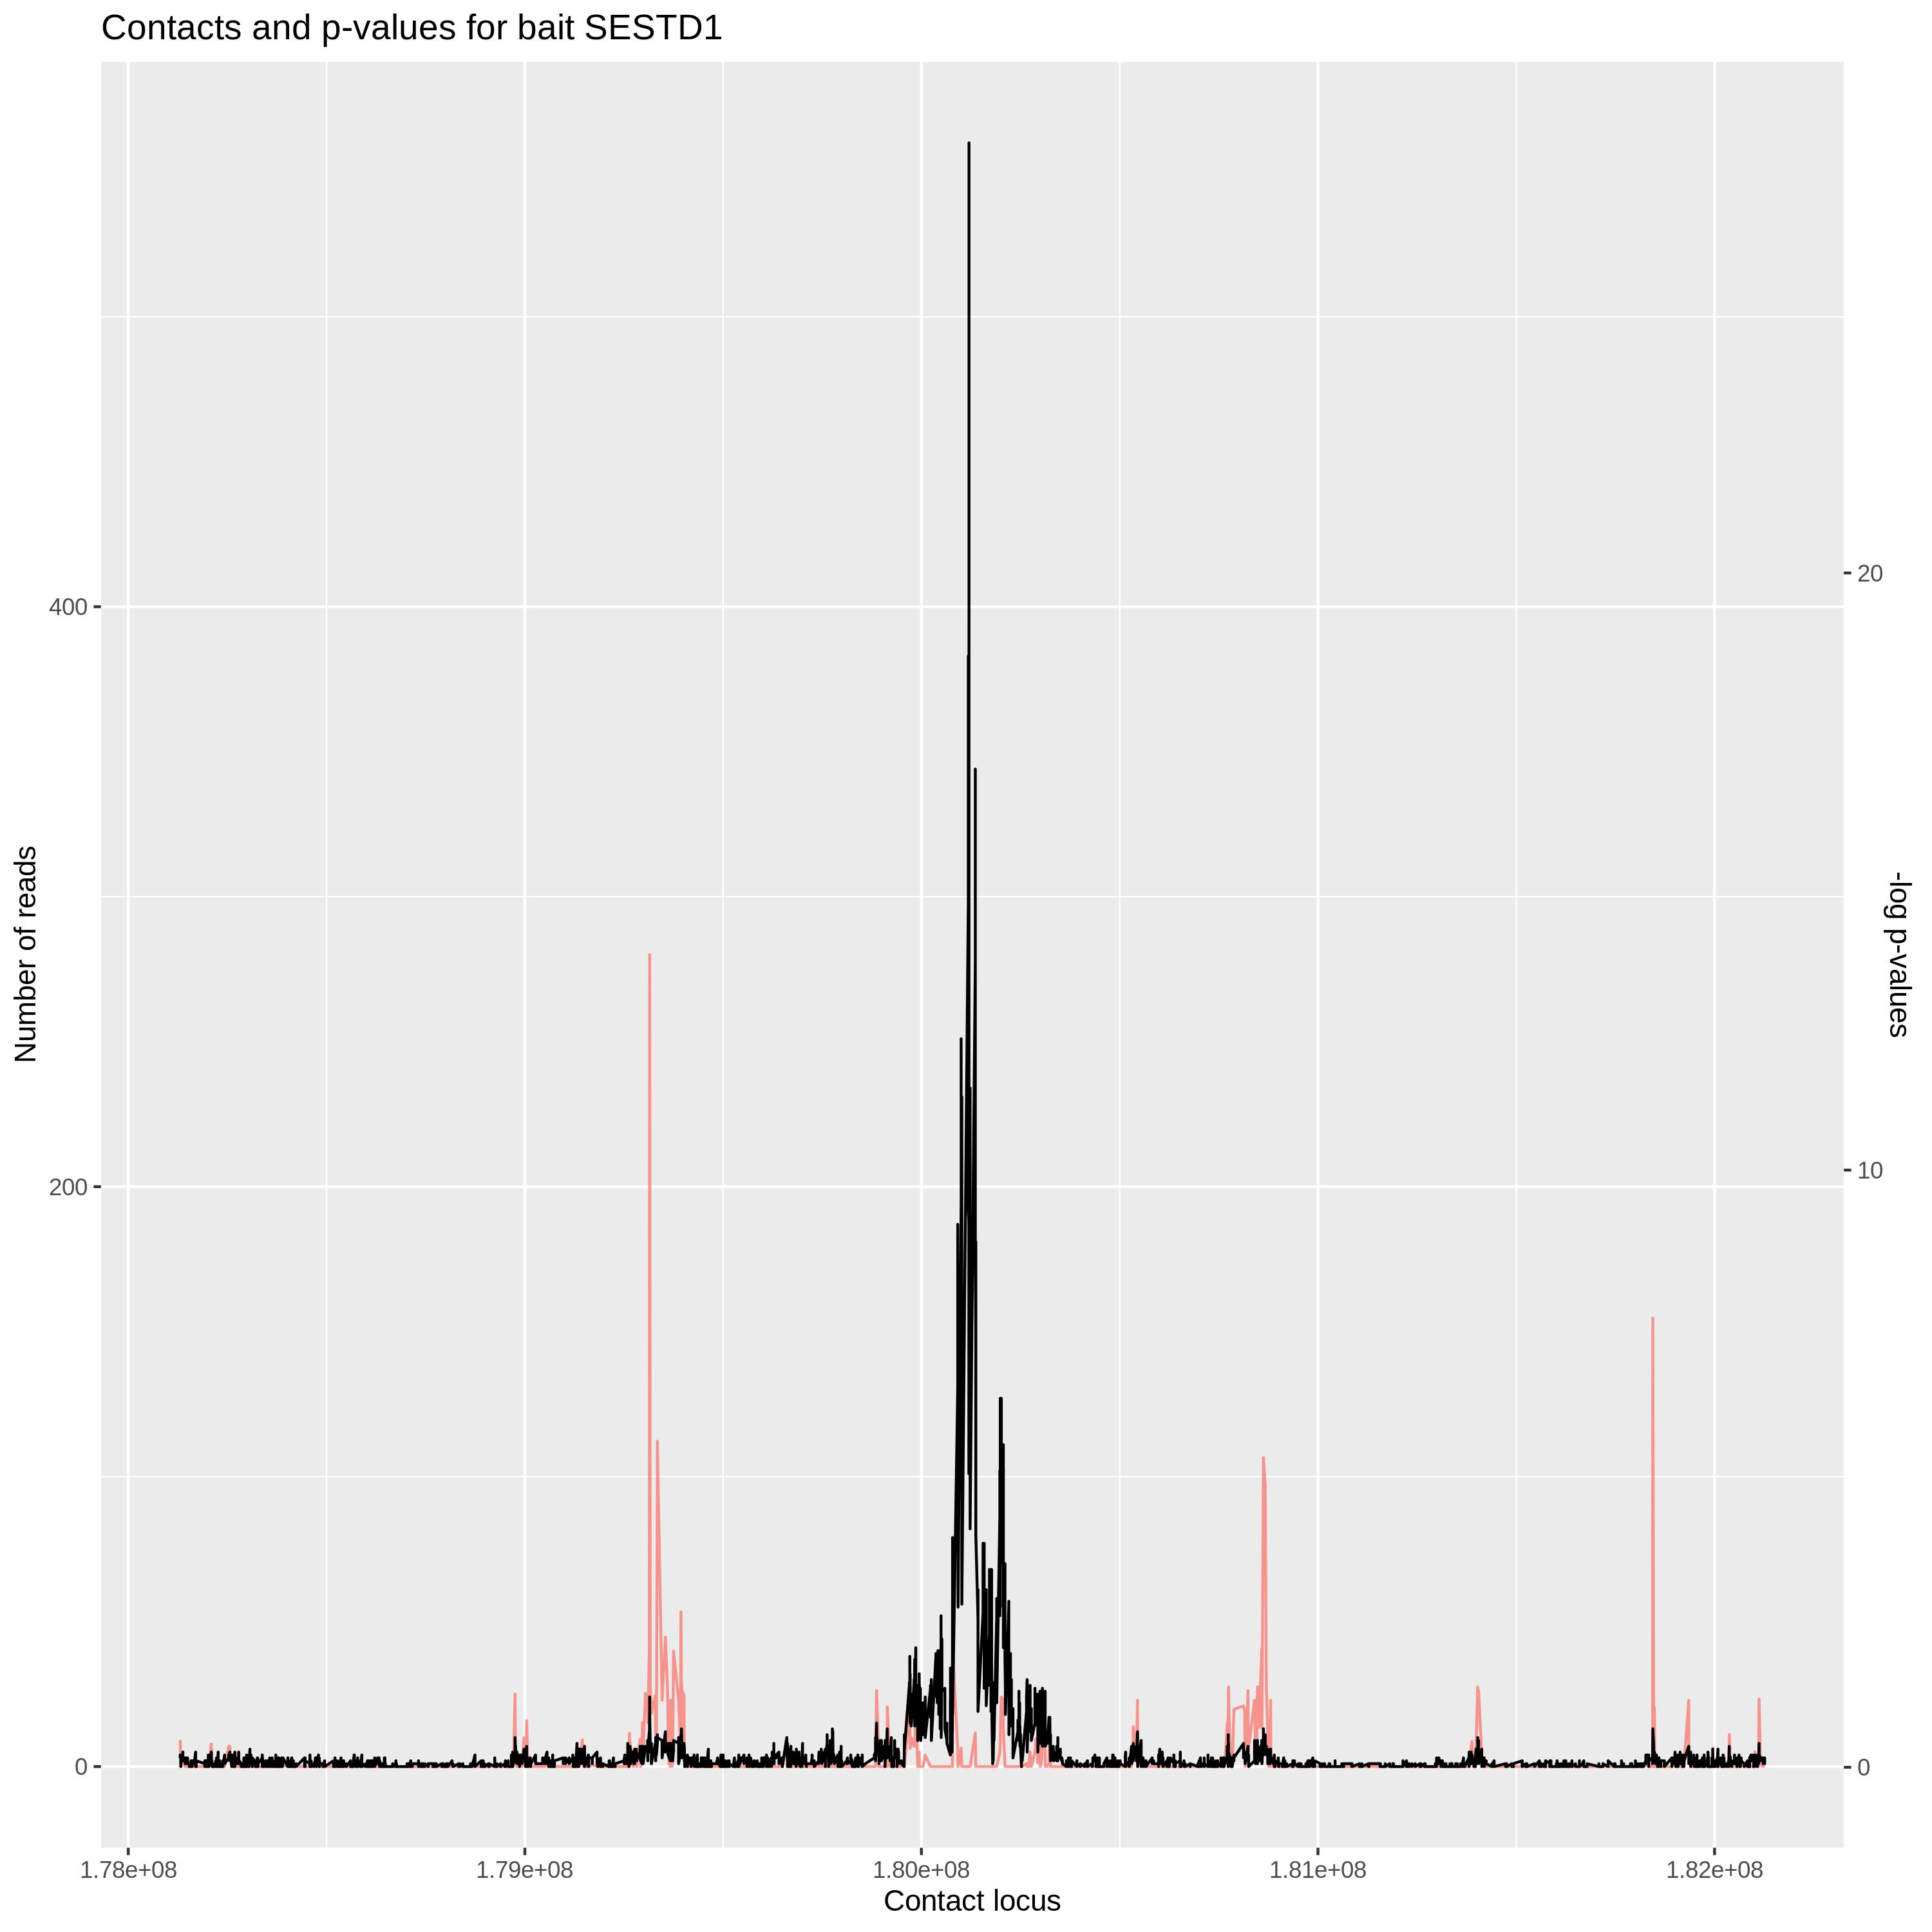 Contacts and p-values for bait SESTD1
Number of reads
400
200
0
20
10
0
-log p-values
1.78e+08
1.79e+08
1.80e+08
1.81e+08
1.82e+08
Contact locus